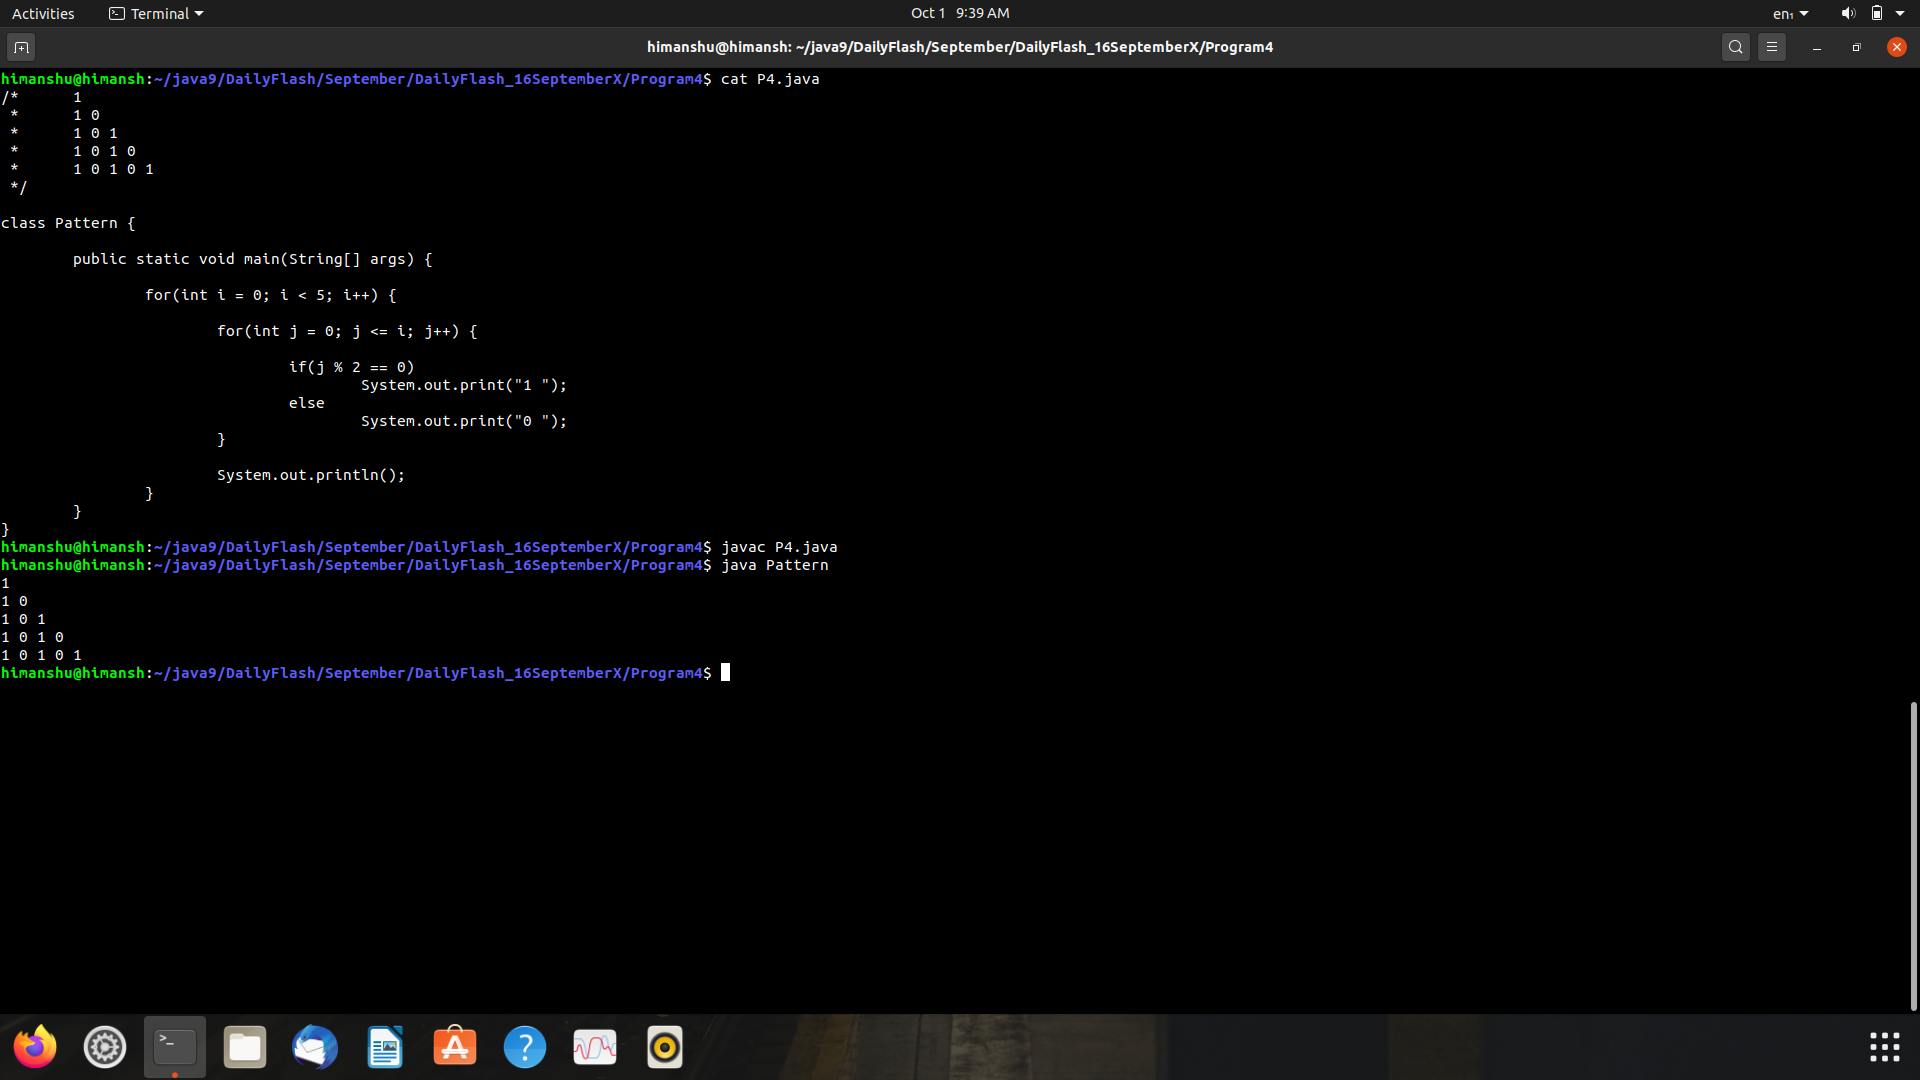 Activities Terminal Oct 1 9:39 AM en₁
himanshu@himansh: ~/java9/DailyFlash/September/DailyFlash_16SeptemberX/Program4
himanshu@himansh:~/java9/DailyFlash/September/DailyFlash_16SeptemberX/Program4$ cat P4.java
/*      1
 *      1 0
 *      1 0 1
 *      1 0 1 0
 *      1 0 1 0 1
 */

class Pattern {

        public static void main(String[] args) {

                for(int i = 0; i < 5; i++) {

                        for(int j = 0; j <= i; j++) {

                                if(j % 2 == 0)
                                        System.out.print("1 ");
                                else
                                        System.out.print("0 ");
                        }

                        System.out.println();
                }
        }
}
himanshu@himansh:~/java9/DailyFlash/September/DailyFlash_16SeptemberX/Program4$ javac P4.java
himanshu@himansh:~/java9/DailyFlash/September/DailyFlash_16SeptemberX/Program4$ java Pattern
1
1 0
1 0 1
1 0 1 0
1 0 1 0 1
himanshu@himansh:~/java9/DailyFlash/September/DailyFlash_16SeptemberX/Program4$